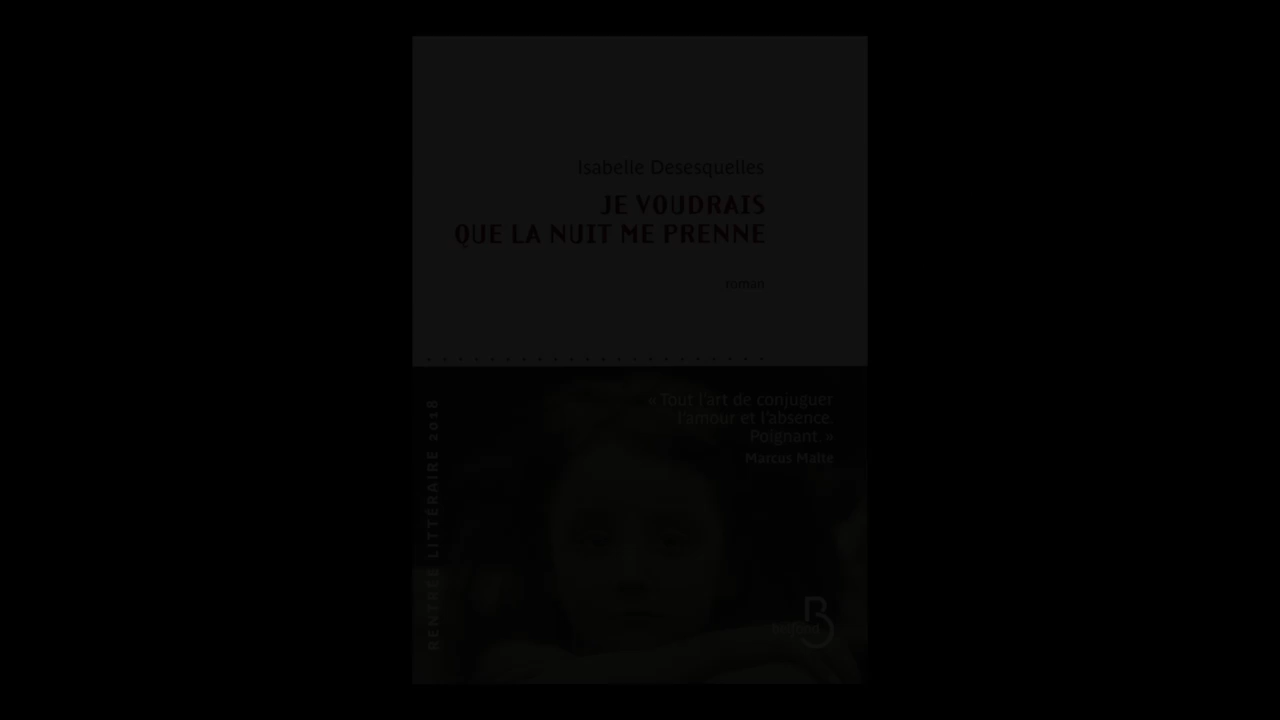 Isabelle Desesquelles
JE VOUDRAIS
QUE LA NUIT ME PRENNE
roman
« Tout l'art de conjuguer
l'amour et l'absence.
Poignant. »
Marcus Malte
RENTRÉE LITTÉRAIRE 2018
Belfond